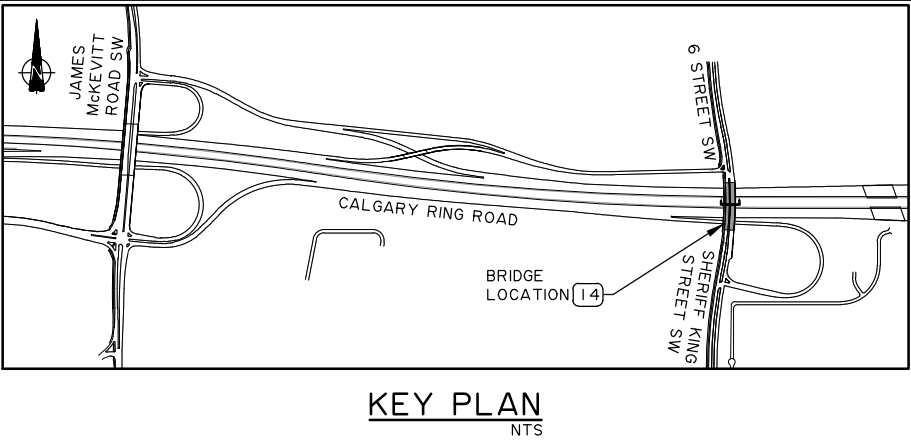 JAMES
McKEVITT
ROAD SW
N
6 STREET SW
CALGARY RING ROAD
BRIDGE
LOCATION 14
SHERIFF KING
STREET SW
KEY PLAN
NTS